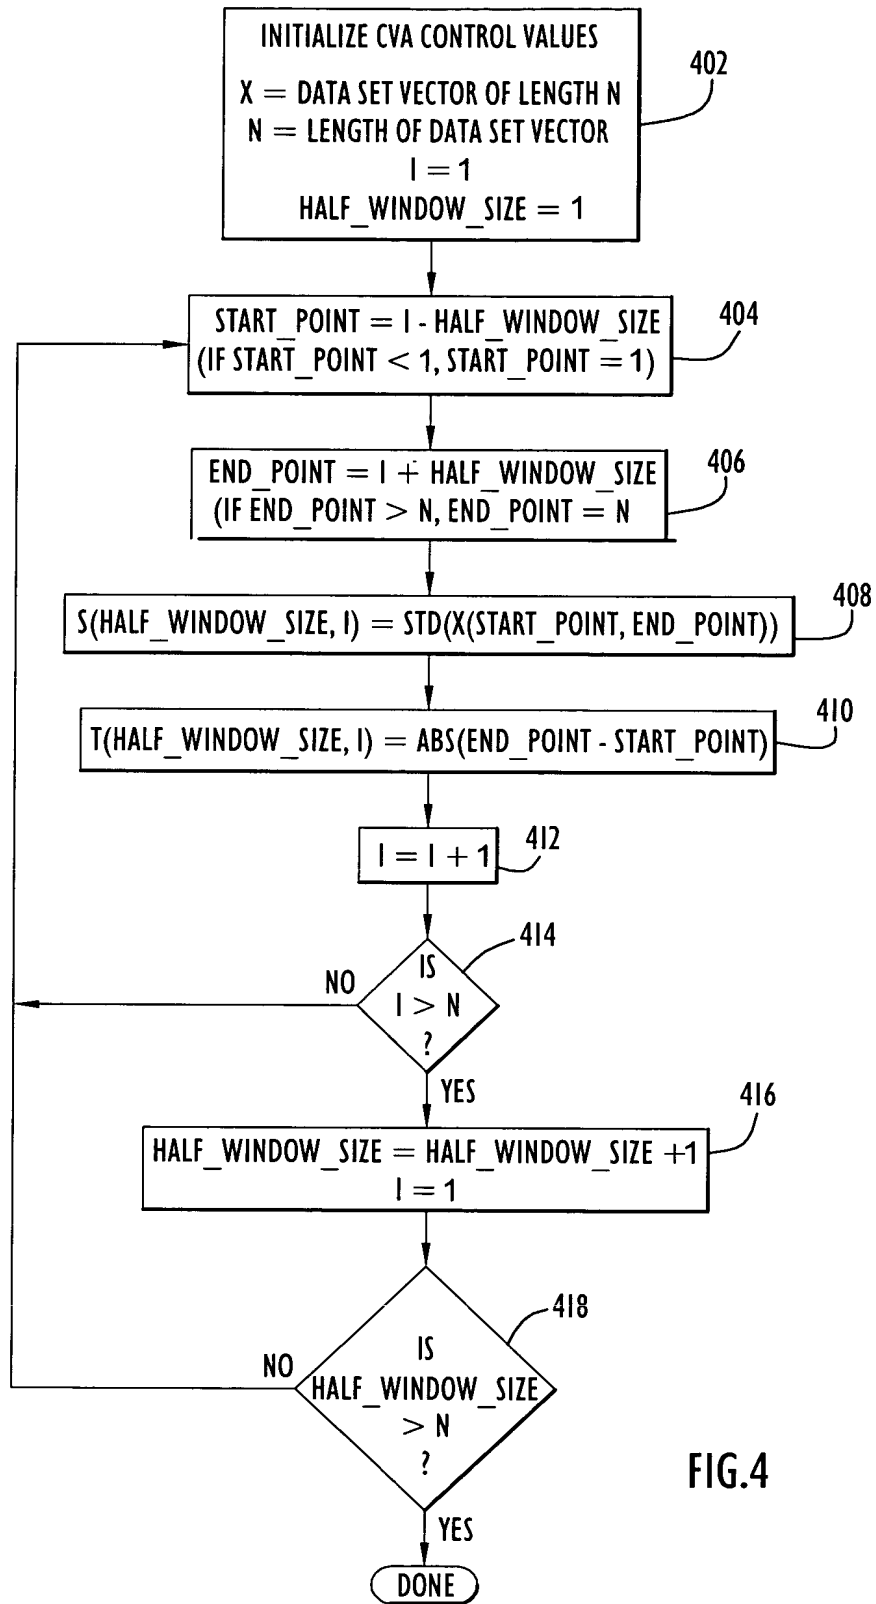 INITIALIZE CVA CONTROL VALUES
X = DATA SET VECTOR OF LENGTH N
N = LENGTH OF DATA SET VECTOR
I = 1
HALF_WINDOW_SIZE = 1
402
START_POINT = I - HALF_WINDOW_SIZE
(IF START_POINT < 1, START_POINT = 1)
404
END_POINT = I + HALF_WINDOW_SIZE
(IF END_POINT > N, END_POINT = N
406
S(HALF_WINDOW_SIZE, I) = STD(X(START_POINT, END_POINT))
408
T(HALF_WINDOW_SIZE, I) = ABS(END_POINT - START_POINT)
410
I = I + 1
412
IS
I > N
?
414
NO
YES
HALF_WINDOW_SIZE = HALF_WINDOW_SIZE +1
I = 1
416
IS
HALF_WINDOW_SIZE
> N
?
418
NO
YES
DONE
FIG.4